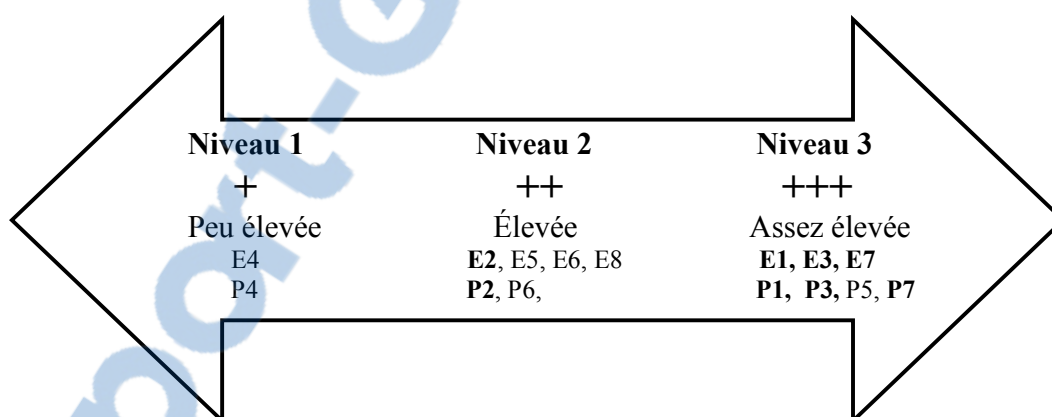 Niveau 1 Niveau 2 Niveau 3
+ ++ +++
Peu élevée Élevée Assez élevée
E4 E2, E5, E6, E8 E1, E3, E7
P4 P2, P6, P1, P3, P5, P7
port-